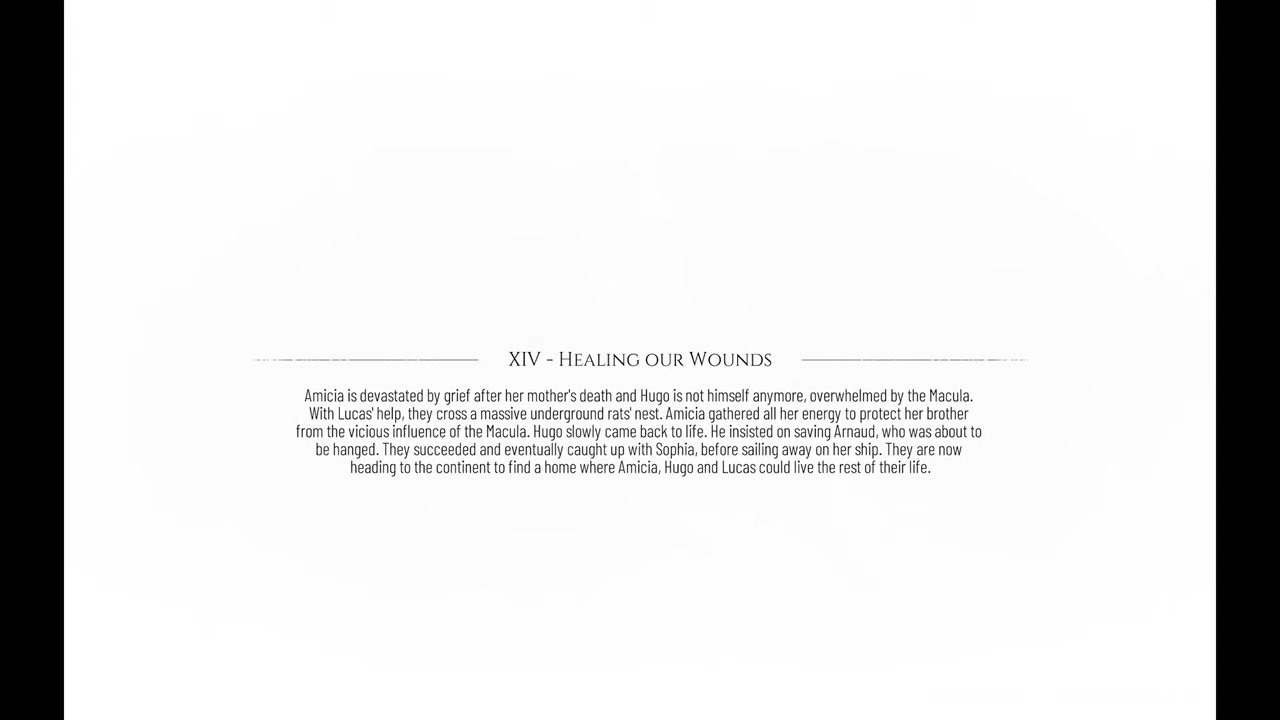 XIV - Healing our Wounds
Amicia is devastated by grief after her mother's death and Hugo is not himself anymore, overwhelmed by the Macula.
With Lucas' help, they cross a massive underground rats' nest. Amicia gathered all her energy to protect her brother
from the vicious influence of the Macula. Hugo slowly came back to life. He insisted on saving Arnaud, who was about to
be hanged. They succeeded and eventually caught up with Sophia, before sailing away on her ship. They are now
heading to the continent to find a home where Amicia, Hugo and Lucas could live the rest of their life.